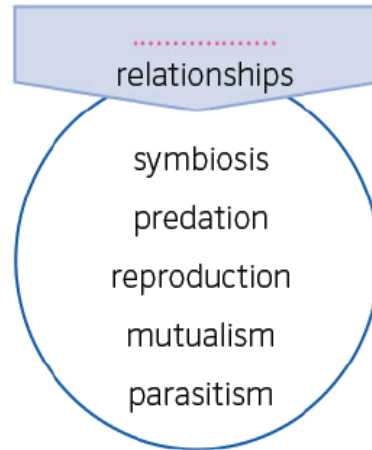 ..................
relationships
symbiosis
predation
reproduction
mutualism
parasitism